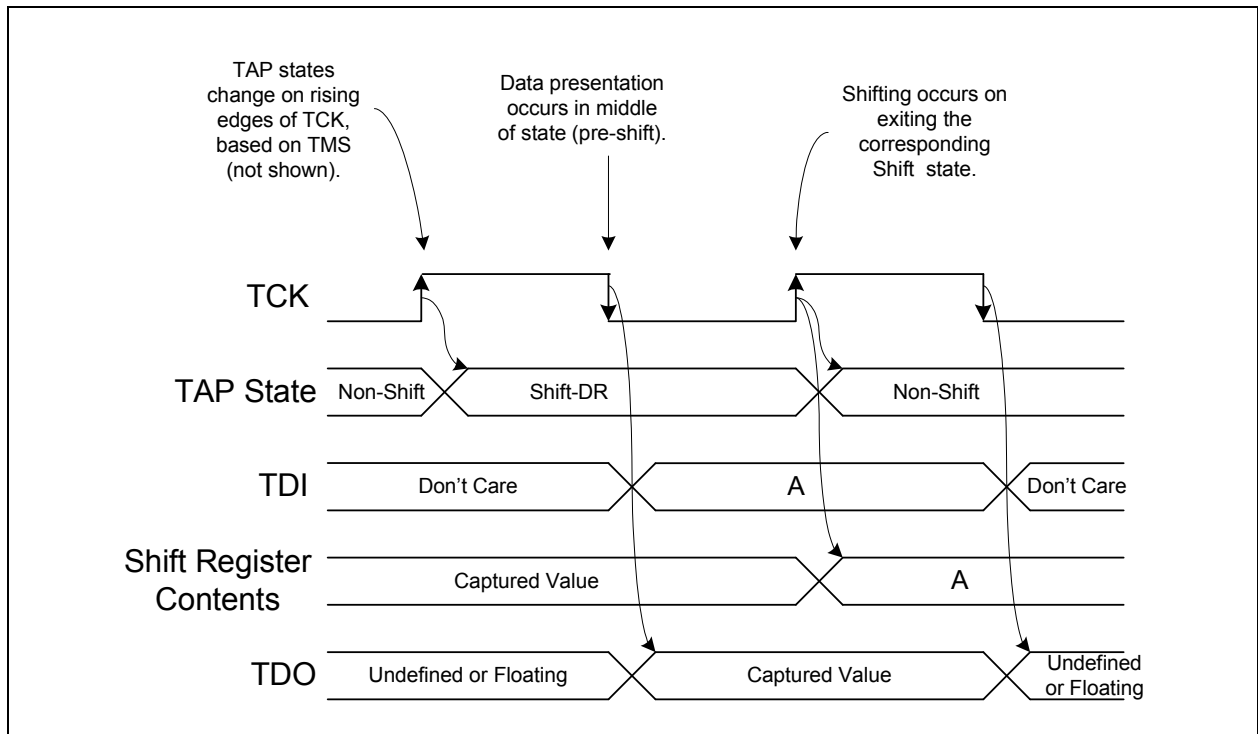 TAP states
change on rising
edges of TCK,
based on TMS
(not shown).
Data presentation
occurs in middle
of state (pre-shift).
Shifting occurs on
exiting the
corresponding
Shift state.
TCK
TAP State
Non-Shift
Shift-DR
Non-Shift
TDI
Don't Care
A
Don't Care
Shift Register
Contents
Captured Value
A
TDO
Undefined or Floating
Captured Value
Undefined
or Floating